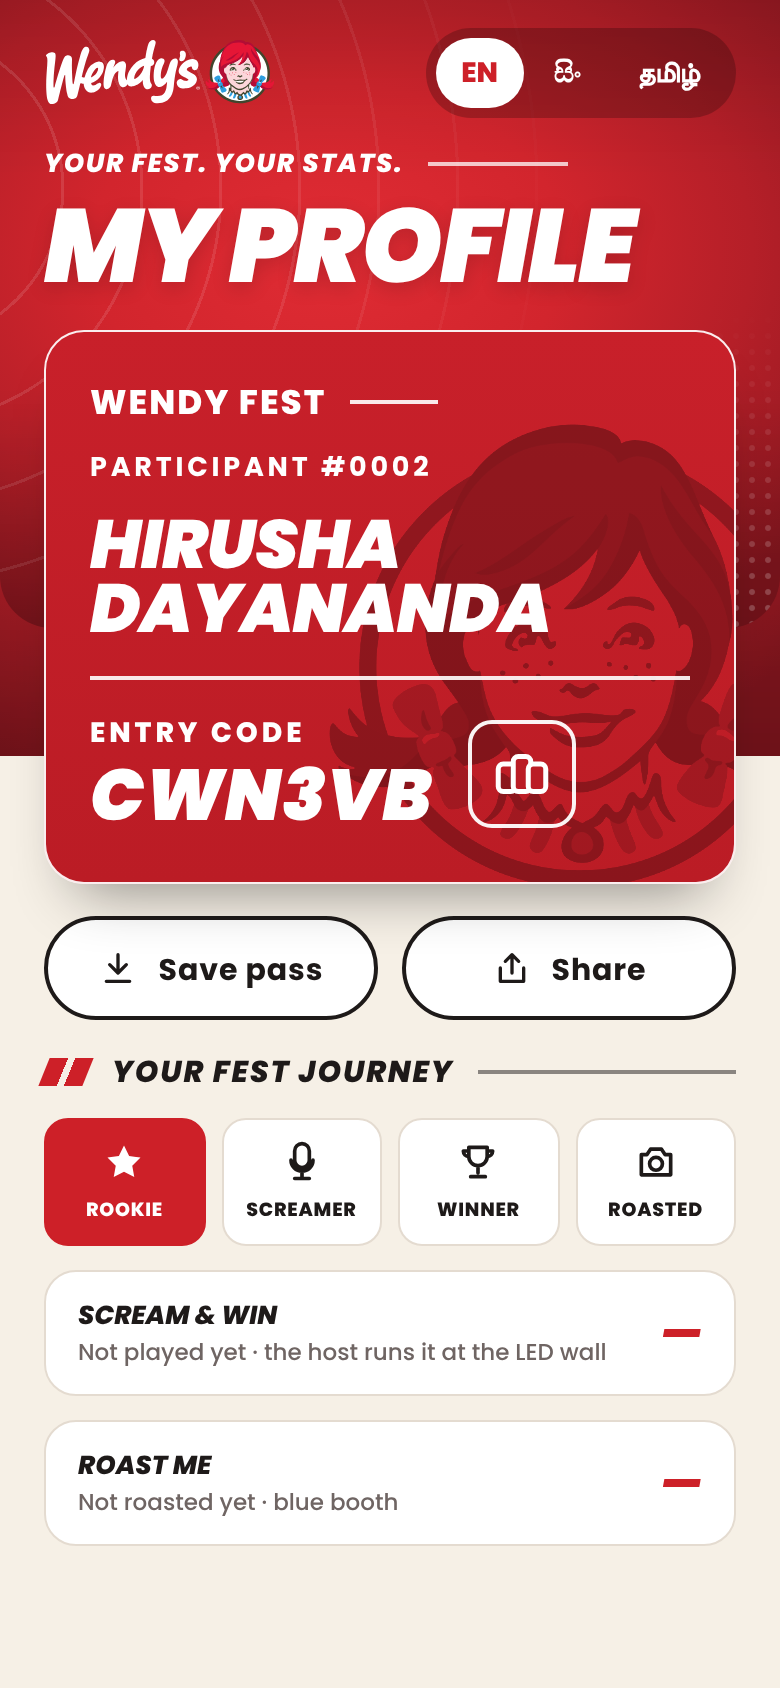 Wendy's
EN සිං தமிழ்
YOUR FEST. YOUR STATS.
MY PROFILE
WENDY FEST
PARTICIPANT #0002
HIRUSHA
DAYANANDA
ENTRY CODE
CWN3VB
Save pass
Share
YOUR FEST JOURNEY
ROOKIE
SCREAMER
WINNER
ROASTED
SCREAM & WIN
Not played yet · the host runs it at the LED wall
ROAST ME
Not roasted yet · blue booth